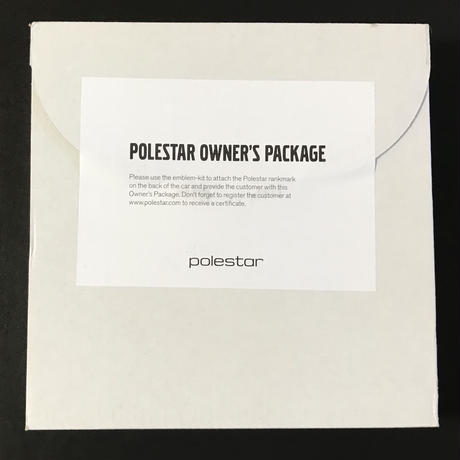 POLESTAR OWNER'S PACKAGE
Please use the emblem-kit to attach the Polestar rankmark
on the back of the car and provide the customer with this
Owner's Package. Don't forget to register the customer at
www.polestar.com to receive a certificate.
polestar